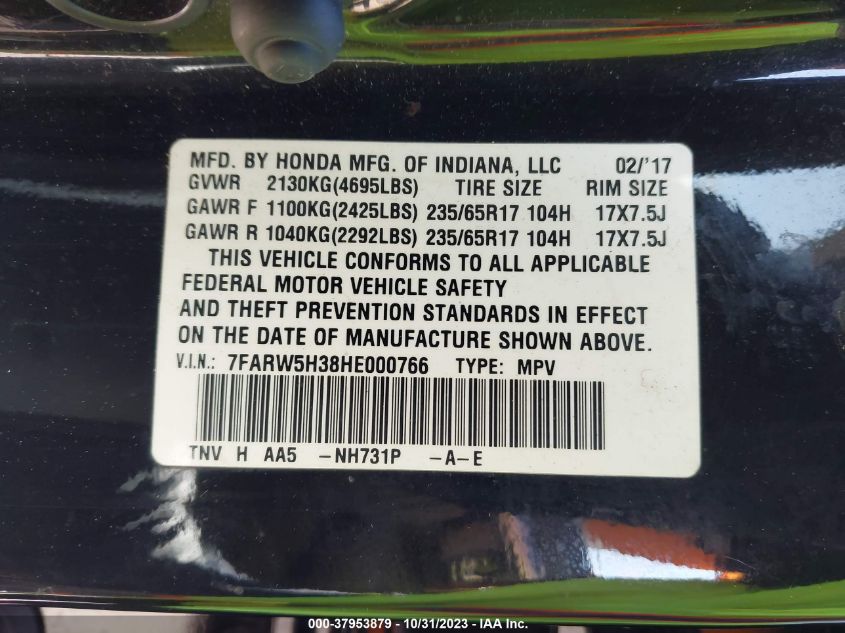 MFD. BY HONDA MFG. OF INDIANA, LLC 02/'17
GVWR 2130KG(4695LBS) TIRE SIZE RIM SIZE
GAWR F 1100KG(2425LBS) 235/65R17 104H 17X7.5J
GAWR R 1040KG(2292LBS) 235/65R17 104H 17X7.5J
THIS VEHICLE CONFORMS TO ALL APPLICABLE
FEDERAL MOTOR VEHICLE SAFETY
AND THEFT PREVENTION STANDARDS IN EFFECT
ON THE DATE OF MANUFACTURE SHOWN ABOVE.
V.I.N.: 7FARW5H38HE000766 TYPE: MPV
TNV H AA5 -NH731P -A-E
000-37953879 - 10/31/2023 - IAA Inc.